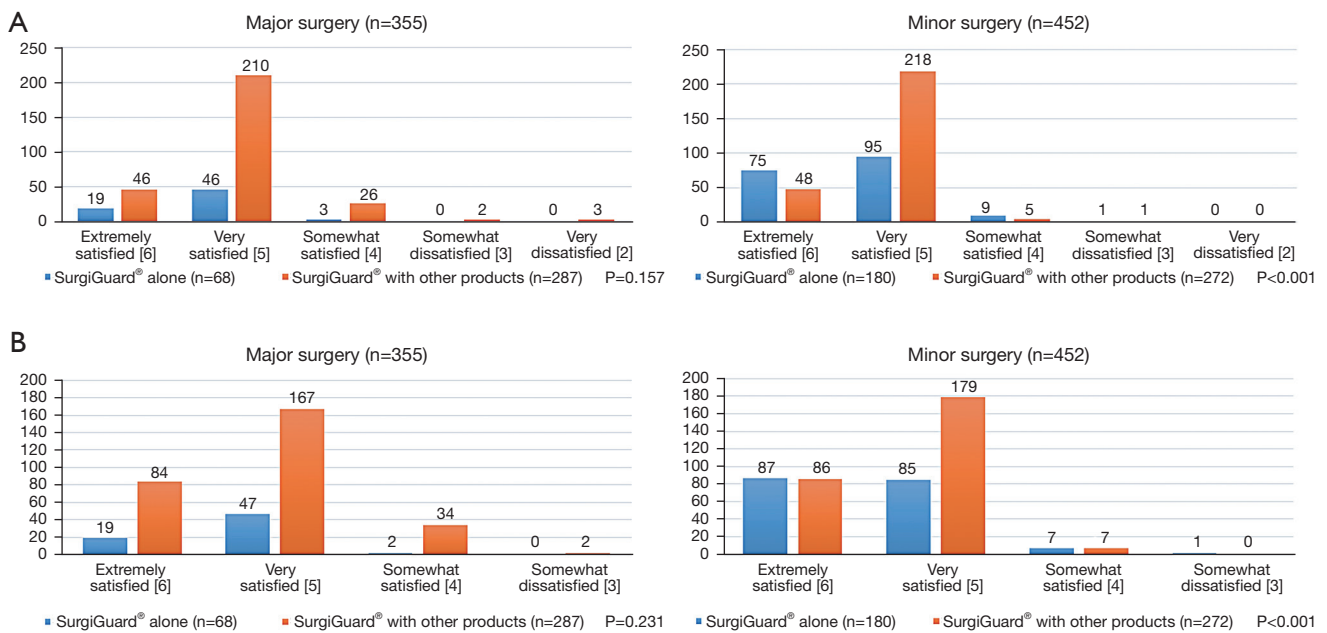 A
Major surgery (n=355)
250
200
150
100
50
0
19
46
46
210
3
26
0
2
0
3
Extremely satisfied [6]
Very satisfied [5]
Somewhat satisfied [4]
Somewhat dissatisfied [3]
Very dissatisfied [2]
SurgiGuard® alone (n=68)
SurgiGuard® with other products (n=287)
P=0.157
Minor surgery (n=452)
250
200
150
100
50
0
75
48
95
218
9
5
1
1
0
0
Extremely satisfied [6]
Very satisfied [5]
Somewhat satisfied [4]
Somewhat dissatisfied [3]
Very dissatisfied [2]
SurgiGuard® alone (n=180)
SurgiGuard® with other products (n=272)
P<0.001
B
Major surgery (n=355)
200
180
160
140
120
100
80
60
40
20
0
19
84
47
167
2
34
0
2
Extremely satisfied [6]
Very satisfied [5]
Somewhat satisfied [4]
Somewhat dissatisfied [3]
SurgiGuard® alone (n=68)
SurgiGuard® with other products (n=287)
P=0.231
Minor surgery (n=452)
200
180
160
140
120
100
80
60
40
20
0
87
86
85
179
7
7
1
0
Extremely satisfied [6]
Very satisfied [5]
Somewhat satisfied [4]
Somewhat dissatisfied [3]
SurgiGuard® alone (n=180)
SurgiGuard® with other products (n=272)
P<0.001